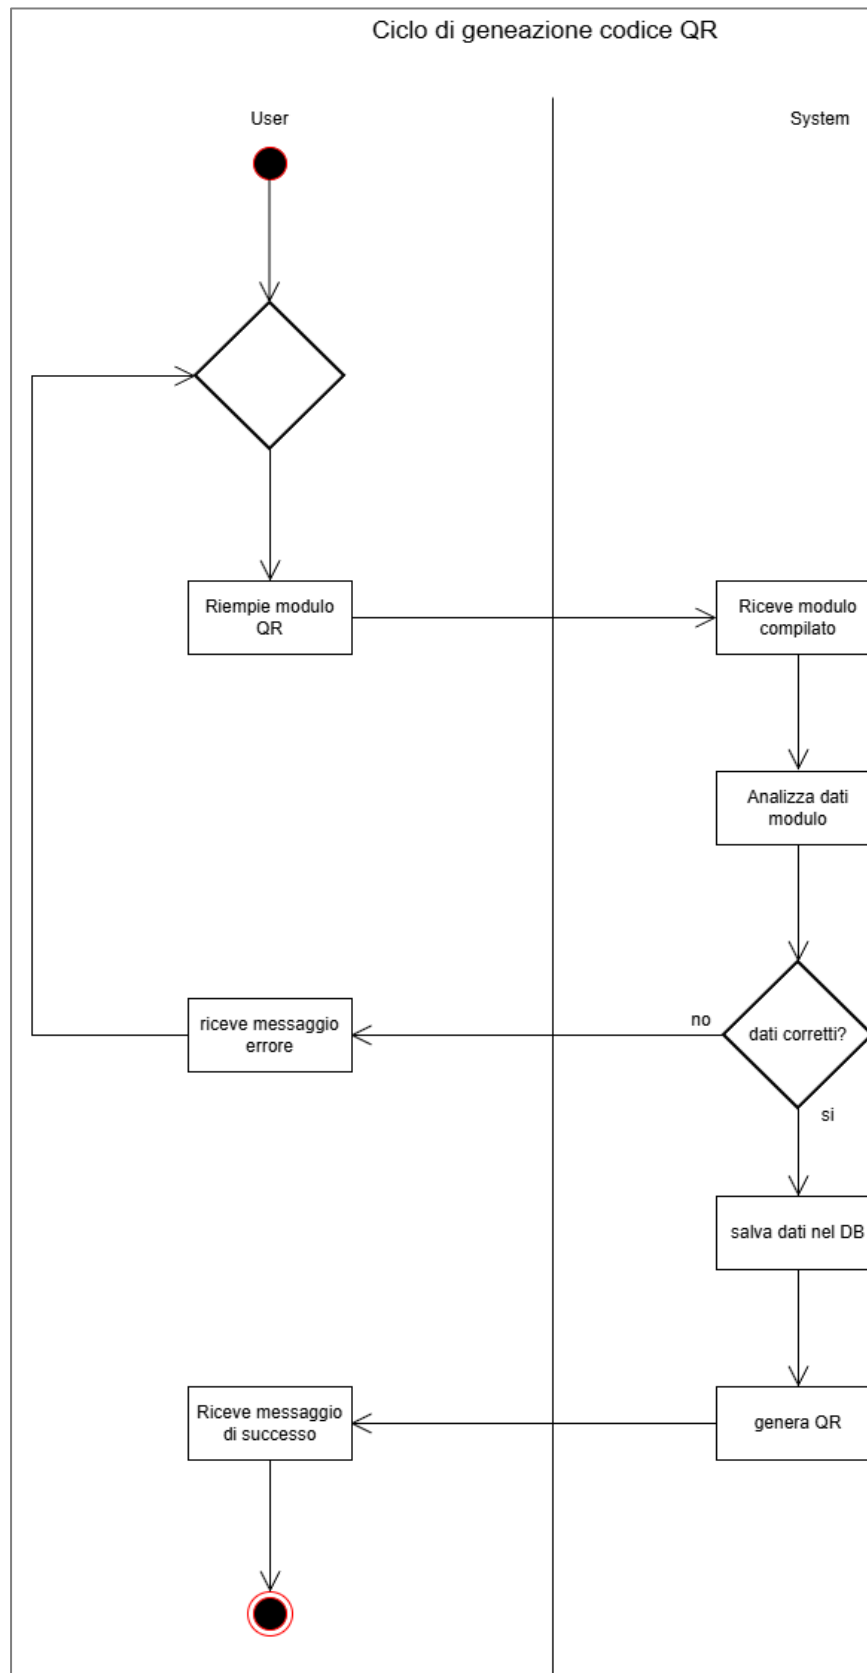 Ciclo di geneazione codice QR
User
System
Riempie modulo
QR
Riceve modulo
compilato
Analizza dati
modulo
riceve messaggio
errore
no
dati corretti?
si
salva dati nel DB
Riceve messaggio
di successo
genera QR